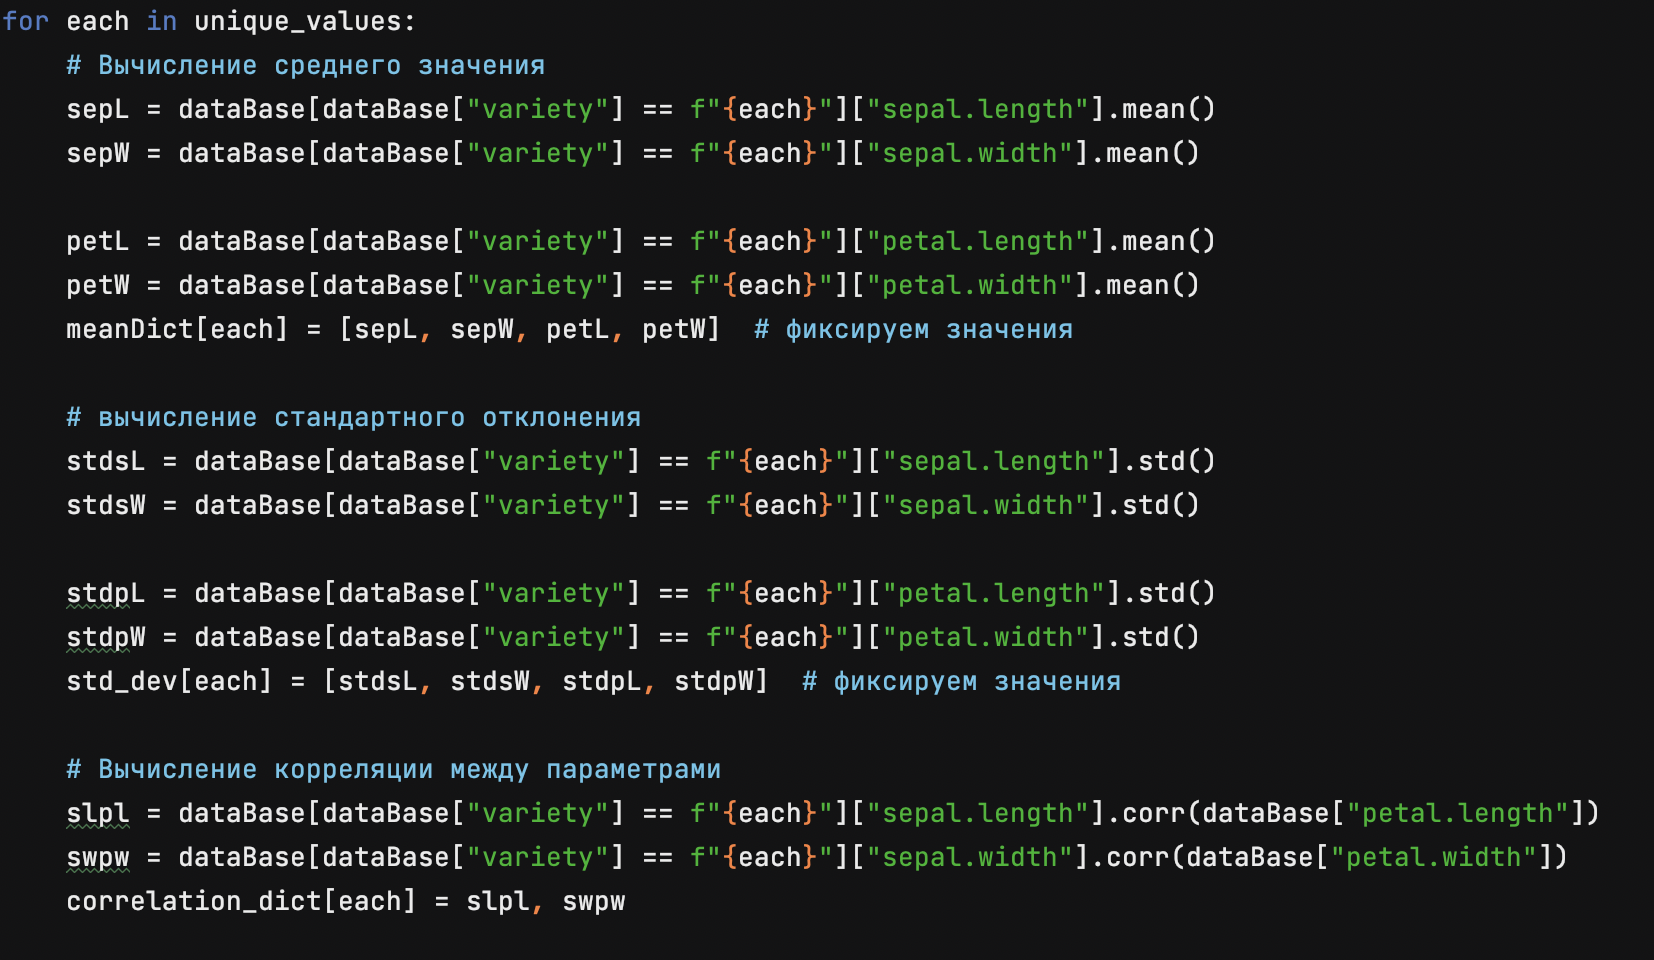 for each in unique_values:
    # Вычисление среднего значения
    sepL = dataBase[dataBase["variety"] == f"{each}"]["sepal.length"].mean()
    sepW = dataBase[dataBase["variety"] == f"{each}"]["sepal.width"].mean()

    petL = dataBase[dataBase["variety"] == f"{each}"]["petal.length"].mean()
    petW = dataBase[dataBase["variety"] == f"{each}"]["petal.width"].mean()
    meanDict[each] = [sepL, sepW, petL, petW]  # фиксируем значения

    # вычисление стандартного отклонения
    stdsL = dataBase[dataBase["variety"] == f"{each}"]["sepal.length"].std()
    stdsW = dataBase[dataBase["variety"] == f"{each}"]["sepal.width"].std()

    stdpL = dataBase[dataBase["variety"] == f"{each}"]["petal.length"].std()
    stdpW = dataBase[dataBase["variety"] == f"{each}"]["petal.width"].std()
    std_dev[each] = [stdsL, stdsW, stdpL, stdpW]  # фиксируем значения

    # Вычисление корреляции между параметрами
    slpl = dataBase[dataBase["variety"] == f"{each}"]["sepal.length"].corr(dataBase["petal.length"])
    swpw = dataBase[dataBase["variety"] == f"{each}"]["sepal.width"].corr(dataBase["petal.width"])
    correlation_dict[each] = slpl, swpw